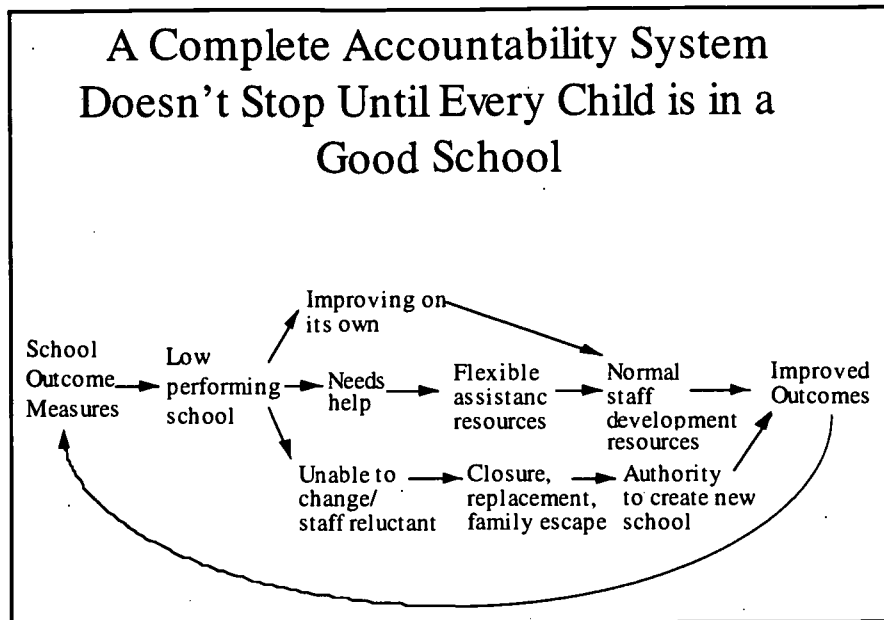 A Complete Accountability System
Doesn't Stop Until Every Child is in a
Good School
Improving on
its own
School
Outcome
Measures
Low
performing
school
Needs
help
Flexible
assistanc
resources
Normal
staff
development
resources
Improved
Outcomes
Unable to
change/
staff reluctant
Closure,
replacement,
family escape
Authority
to create new
school